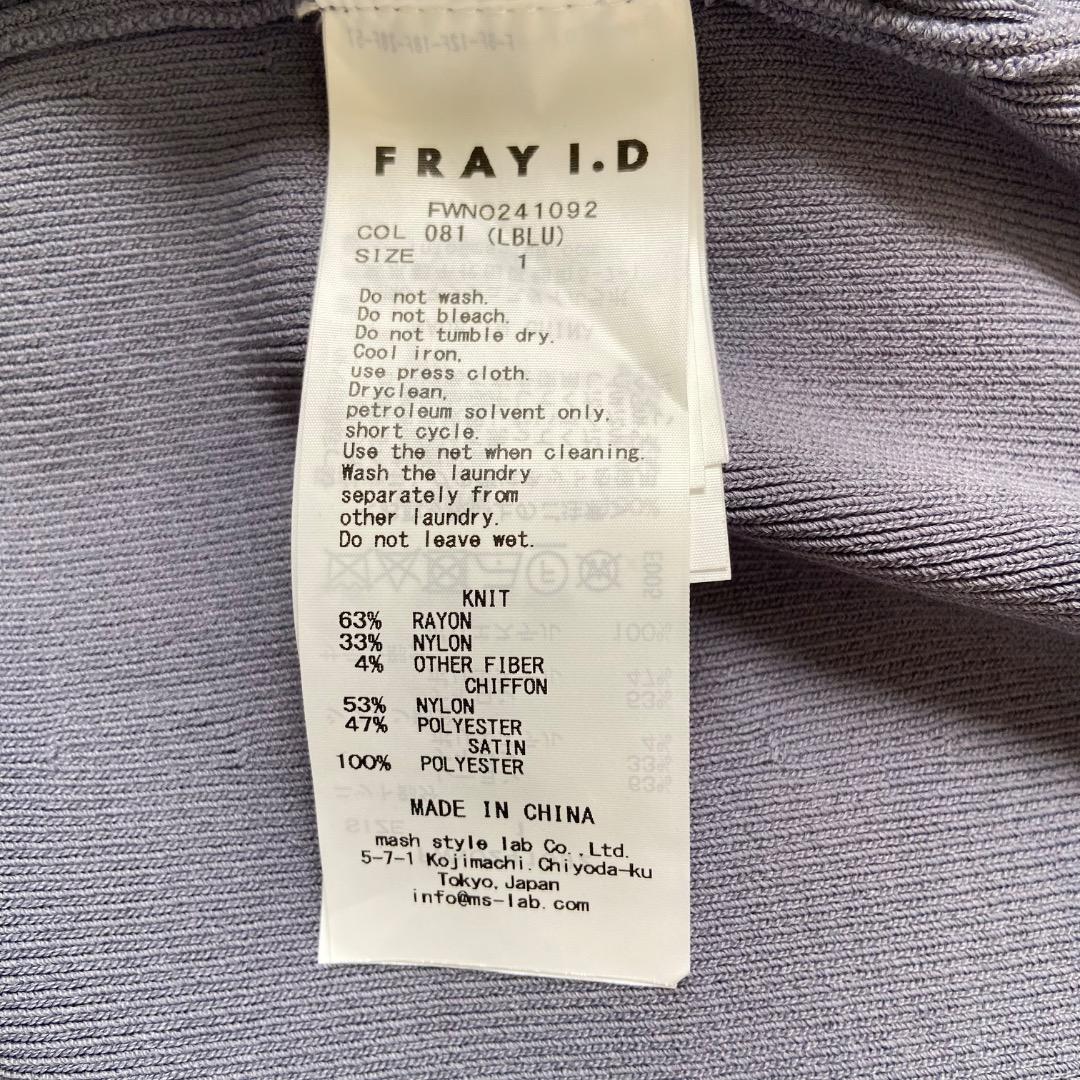 FRAY I.D
FWNO241092
COL 081 (LBLU)
SIZE 1
Do not wash.
Do not bleach.
Do not tumble dry.
Cool iron,
use press cloth.
Dryclean,
petroleum solvent only,
short cycle.
Use the net when cleaning.
Wash the laundry
separately from
other laundry.
Do not leave wet.
KNIT
63% RAYON
33% NYLON
4% OTHER FIBER
CHIFFON
53% NYLON
47% POLYESTER
SATIN
100% POLYESTER
MADE IN CHINA
mash style lab Co.,Ltd.
5-7-1 Kojimachi.Chiyoda-ku
Tokyo, Japan
info@ms-lab.com